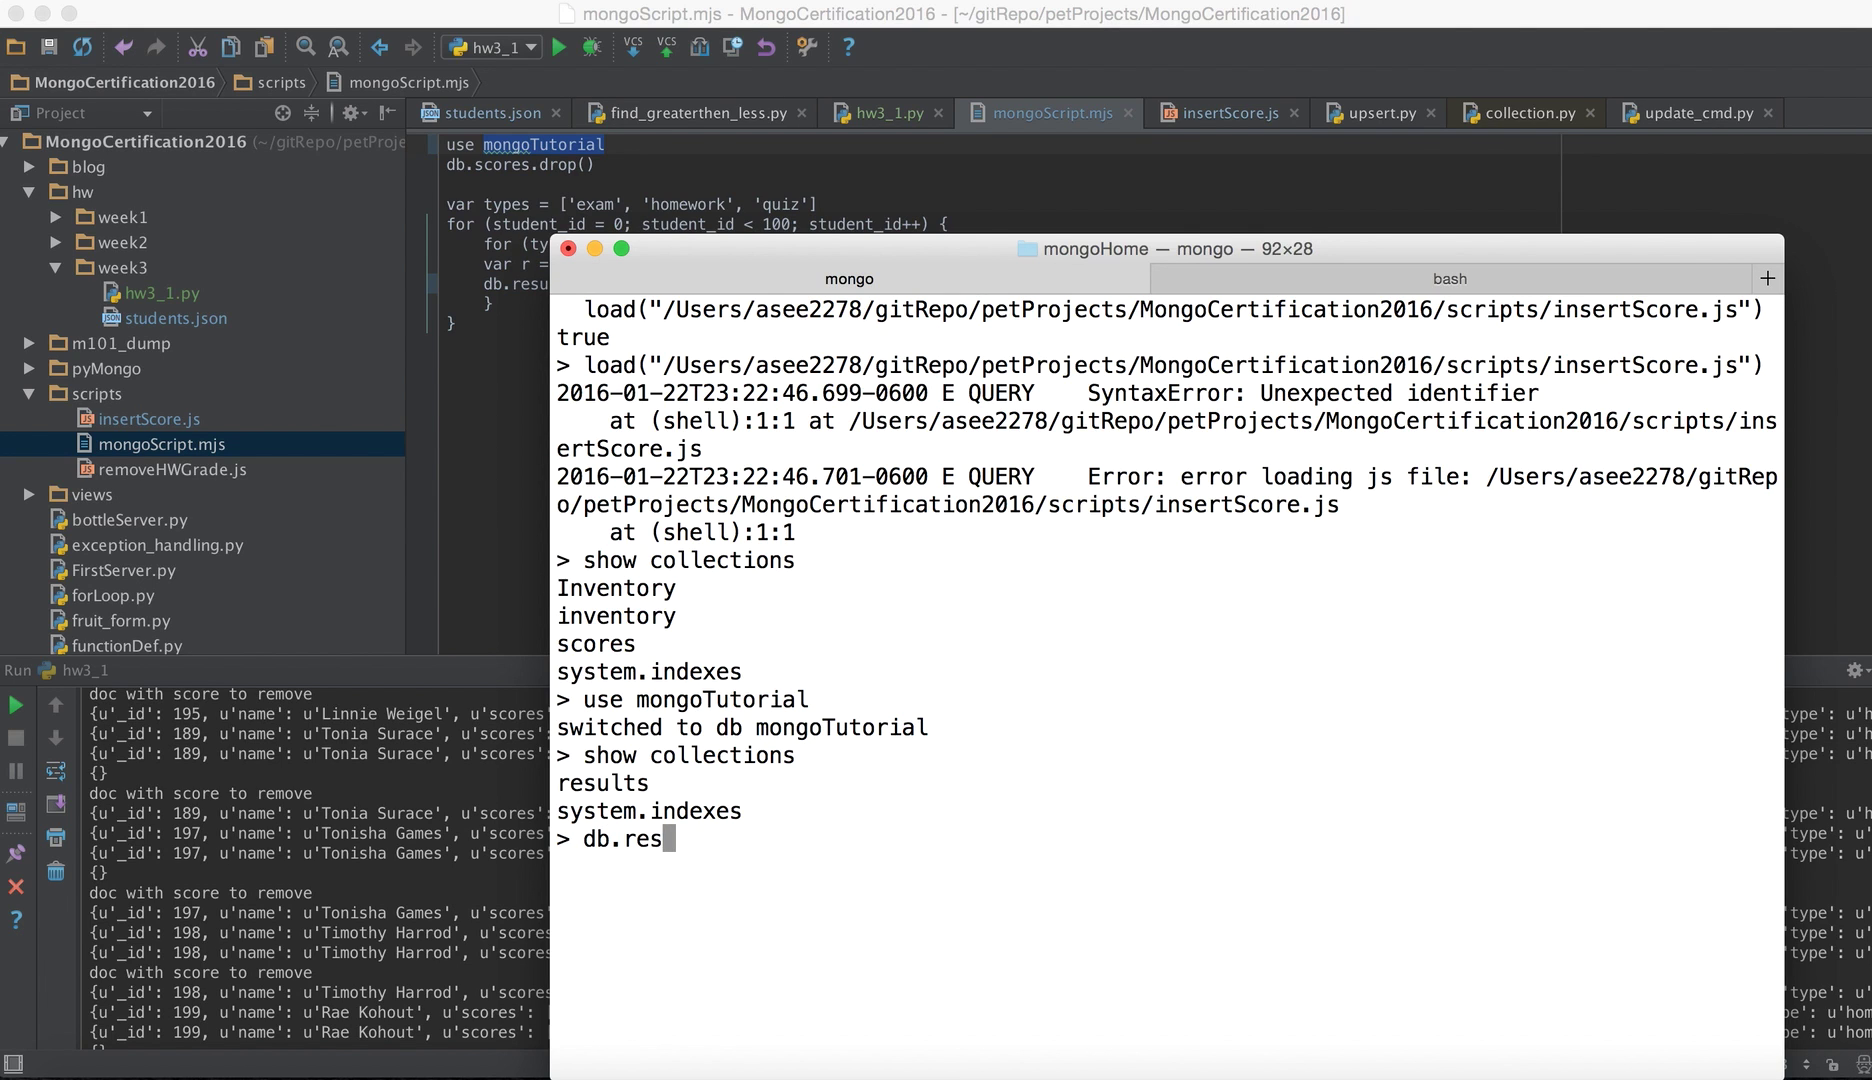 mongoScript.mjs - MongoCertification2016 - [~/gitRepo/petProjects/MongoCertification2016]
hw3_1
VCS
VCS
MongoCertification2016
scripts
mongoScript.mjs
Project
students.json
find_greaterthen_less.py
hw3_1.py
mongoScript.mjs
insertScore.js
upsert.py
collection.py
update_cmd.py
MongoCertification2016 (~/gitRepo/petProje
blog
hw
week1
week2
week3
hw3_1.py
students.json
m101_dump
pyMongo
scripts
insertScore.js
mongoScript.mjs
removeHWGrade.js
views
bottleServer.py
exception_handling.py
FirstServer.py
forLoop.py
fruit_form.py
functionDef.py
use mongoTutorial
db.scores.drop()
var types = ['exam', 'homework', 'quiz']
for (student_id = 0; student_id < 100; student_id++) {
for (ty
var r =
db.resu
}
}
mongoHome — mongo — 92×28
mongo
bash
load("/Users/asee2278/gitRepo/petProjects/MongoCertification2016/scripts/insertScore.js")
true
> load("/Users/asee2278/gitRepo/petProjects/MongoCertification2016/scripts/insertScore.js")
2016-01-22T23:22:46.699-0600 E QUERY    SyntaxError: Unexpected identifier
at (shell):1:1 at /Users/asee2278/gitRepo/petProjects/MongoCertification2016/scripts/ins
ertScore.js
2016-01-22T23:22:46.701-0600 E QUERY    Error: error loading js file: /Users/asee2278/gitRep
o/petProjects/MongoCertification2016/scripts/insertScore.js
at (shell):1:1
> show collections
Inventory
inventory
scores
system.indexes
> use mongoTutorial
switched to db mongoTutorial
> show collections
results
system.indexes
> db.res
Run hw3_1
doc with score to remove
{u'_id': 195, u'name': u'Linnie Weigel', u'scores' type': u'h
{u'_id': 189, u'name': u'Tonia Surace', u'scores': 'type': u'
{u'_id': 189, u'name': u'Tonia Surace', u'scores': 'type': u'
{}
doc with score to remove
{u'_id': 189, u'name': u'Tonia Surace', u'scores': type': u'h
{u'_id': 197, u'name': u'Tonisha Games', u'scores' 'type': u'
{u'_id': 197, u'name': u'Tonisha Games', u'scores' 'type': u'
{}
doc with score to remove
{u'_id': 197, u'name': u'Tonisha Games', u'scores' type': u'h
{u'_id': 198, u'name': u'Timothy Harrod', u'scores 'type': u'
{u'_id': 198, u'name': u'Timothy Harrod', u'scores 'type': u'
doc with score to remove
{u'_id': 198, u'name': u'Timothy Harrod', u'scores 'type': u'
{u'_id': 199, u'name': u'Rae Kohout', u'scores': pe': u'hom
{u'_id': 199, u'name': u'Rae Kohout', u'scores': pe': u'hom